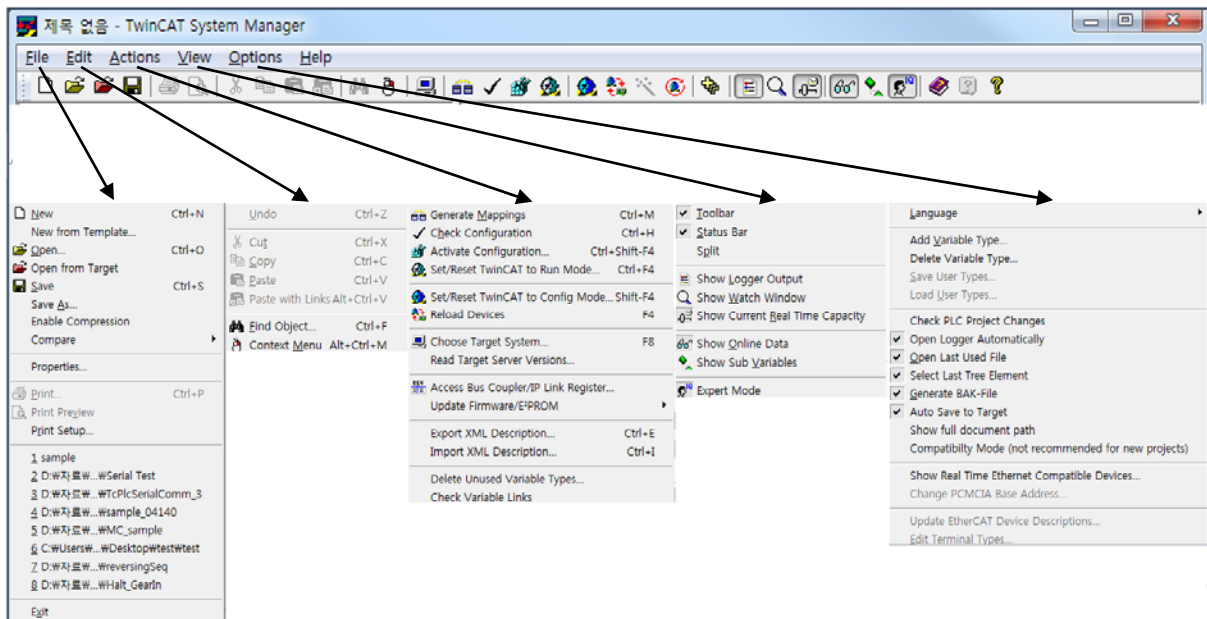 제목 없음 - TwinCAT System Manager
File Edit Actions View Options Help
New Ctrl+N
New from Template...
Open... Ctrl+O
Open from Target
Save Ctrl+S
Save As...
Enable Compression
Compare
Properties...
Print... Ctrl+P
Print Preview
Print Setup...
1 sample
2 D:₩자료₩...₩Serial Test
3 D:₩자료₩...₩TcPlcSerialComm_3
4 D:₩자료₩...₩sample_04140
5 D:₩자료₩...₩MC_sample
6 C:₩Users₩...₩Desktop₩test₩test
7 D:₩자료₩...₩reversingSeq
8 D:₩자료₩...₩Halt_GearIn
Exit
Undo Ctrl+Z
Cut Ctrl+X
Copy Ctrl+C
Paste Ctrl+V
Paste with Links Alt+Ctrl+V
Find Object... Ctrl+F
Context Menu Alt+Ctrl+M
Generate Mappings Ctrl+M
Check Configuration Ctrl+H
Activate Configuration... Ctrl+Shift-F4
Set/Reset TwinCAT to Run Mode... Ctrl+F4
Set/Reset TwinCAT to Config Mode... Shift-F4
Reload Devices F4
Choose Target System... F8
Read Target Server Versions...
Access Bus Coupler/IP Link Register...
Update Firmware/E²PROM
Export XML Description... Ctrl+E
Import XML Description... Ctrl+I
Delete Unused Variable Types...
Check Variable Links
Toolbar
Status Bar
Split
Show Logger Output
Show Watch Window
Show Current Real Time Capacity
Show Online Data
Show Sub Variables
Expert Mode
Language
Add Variable Type...
Delete Variable Type...
Save User Types...
Load User Types...
Check PLC Project Changes
Open Logger Automatically
Open Last Used File
Select Last Tree Element
Generate BAK-File
Auto Save to Target
Show full document path
Compatibilty Mode (not recommended for new projects)
Show Real Time Ethernet Compatible Devices...
Change PCMCIA Base Address...
Update EtherCAT Device Descriptions...
Edit Terminal Types...